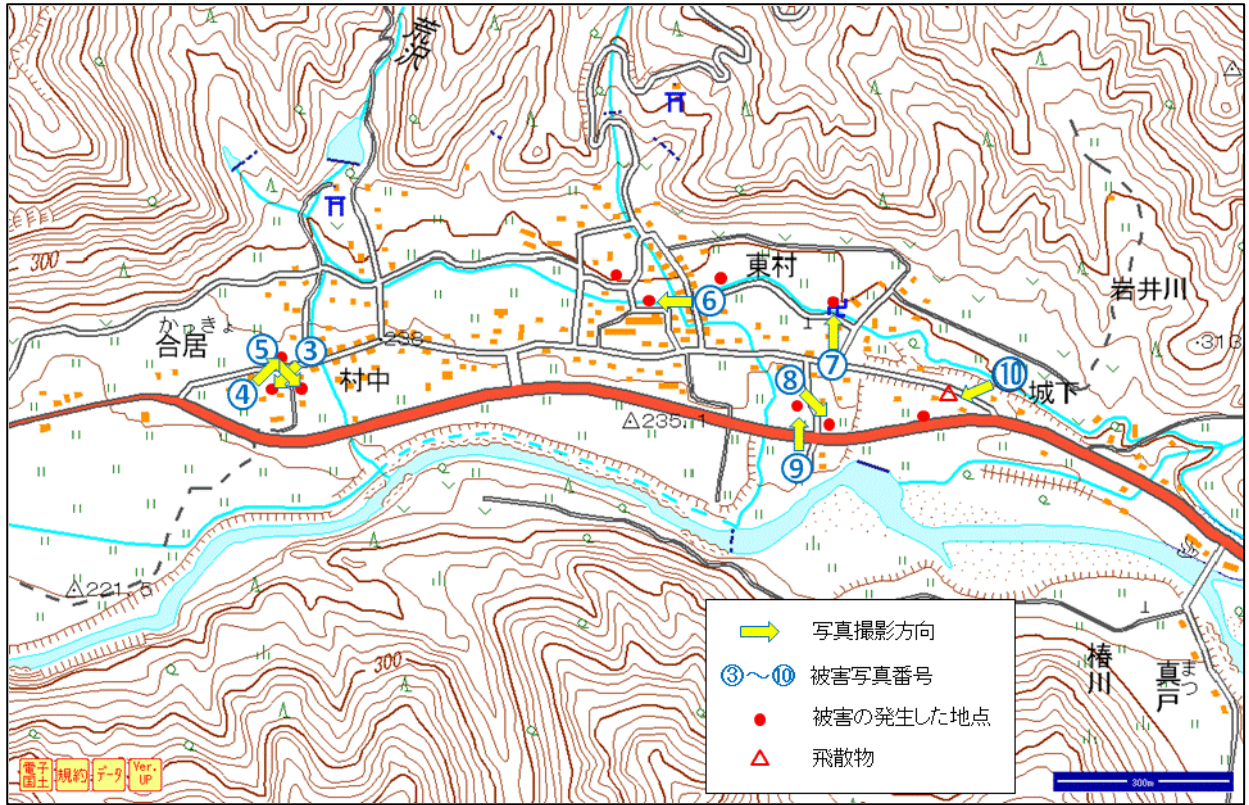 荒沢
300
東村
岩井川
かっきょ
合居
238
⑤
③
⑥
村中
④
⑦
・313
⑧
⑩
城下
△235.1
⑨
△221.5
300
写真撮影方向
③～⑩ 被害写真番号
被害の発生した地点
飛散物
椿川
真戸
まつ
電子国土
規約
データ
Ver.UP
300m